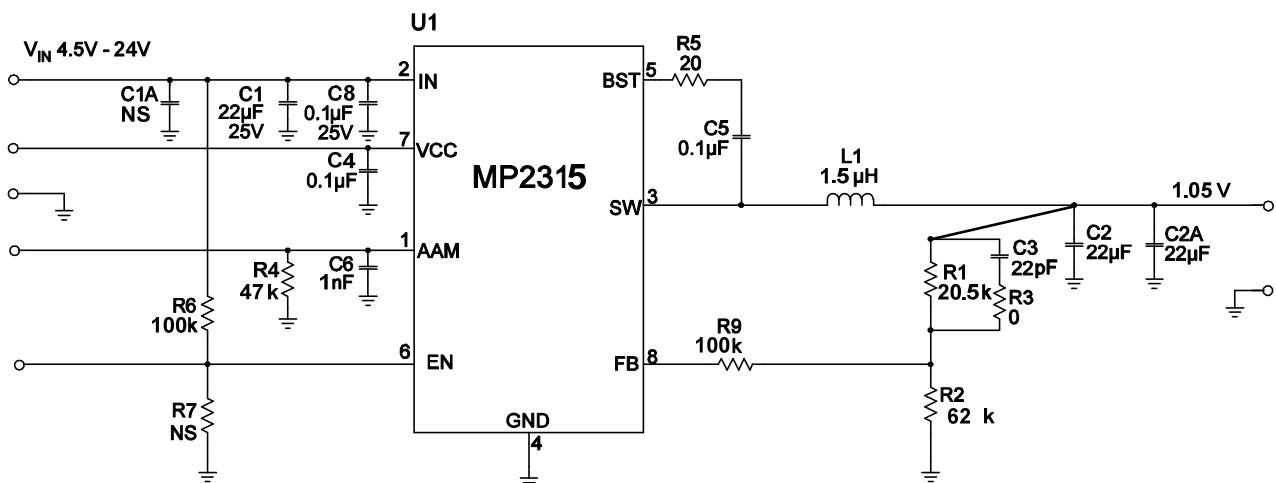 U1
V_IN 4.5V - 24V
2
IN
C1A
NS
C1
22µF
25V
C8
0.1µF
25V
7
VCC
C4
0.1µF
1
AAM
R4
47 k
C6
1nF
R6
100k
6
EN
R7
NS
MP2315
GND
4
BST
5
R5
20
C5
0.1µF
SW
3
L1
1.5 µH
1.05 V
C2
22µF
C2A
22µF
C3
22pF
R1
20.5k
R3
0
FB
8
R9
100k
R2
62 k